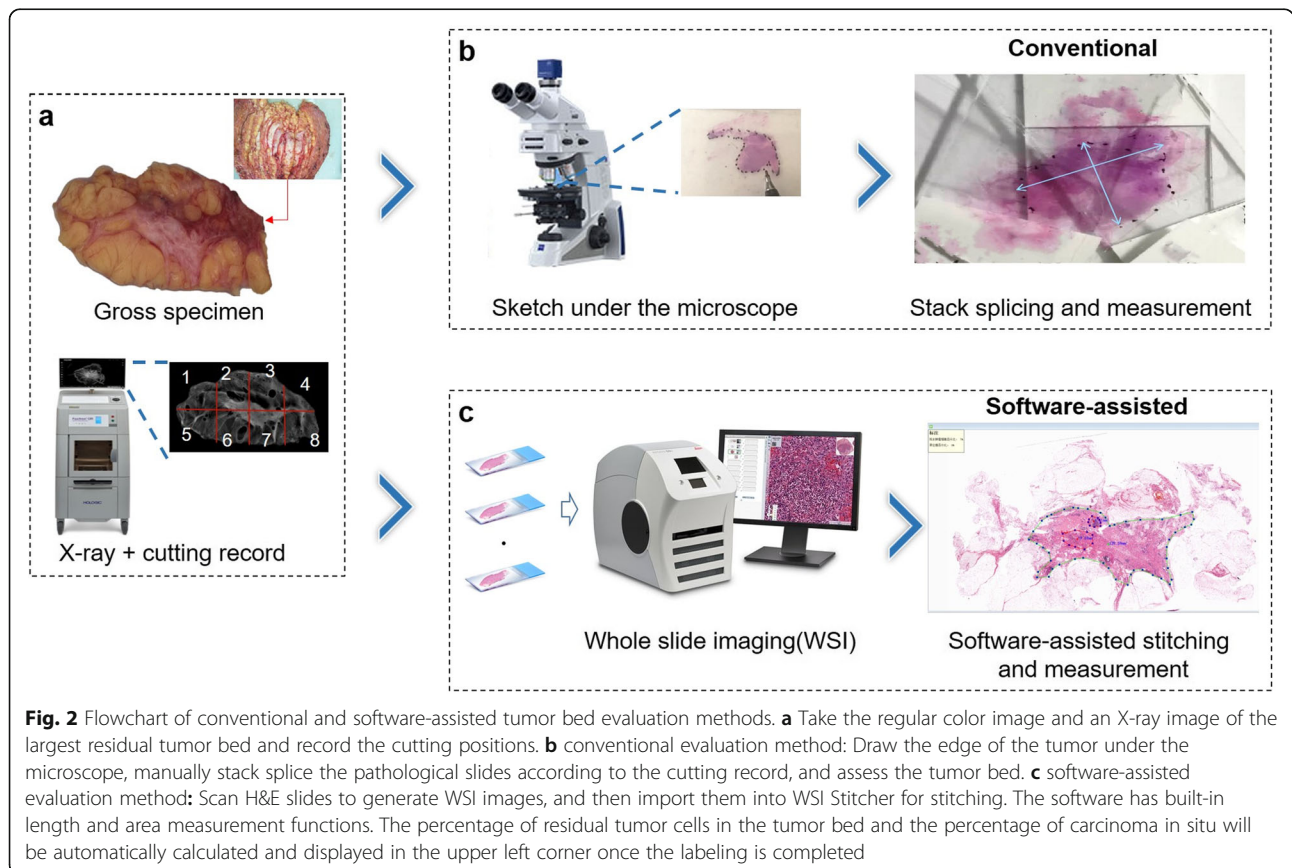 a
Gross specimen
1 2 3 4
5 6 7 8
X-ray + cutting record
b
Conventional
Sketch under the microscope
Stack splicing and measurement
c
Software-assisted
Whole slide imaging(WSI)
Software-assisted stitching
and measurement
Fig. 2 Flowchart of conventional and software-assisted tumor bed evaluation methods. a Take the regular color image and an X-ray image of the
largest residual tumor bed and record the cutting positions. b conventional evaluation method: Draw the edge of the tumor under the
microscope, manually stack splice the pathological slides according to the cutting record, and assess the tumor bed. c software-assisted
evaluation method: Scan H&E slides to generate WSI images, and then import them into WSI Stitcher for stitching. The software has built-in
length and area measurement functions. The percentage of residual tumor cells in the tumor bed and the percentage of carcinoma in situ will
be automatically calculated and displayed in the upper left corner once the labeling is completed